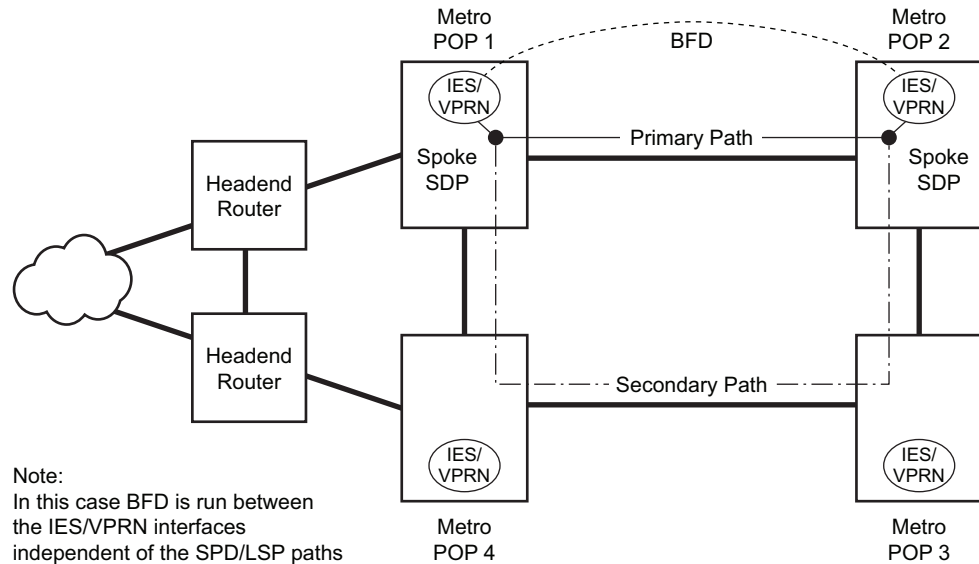 Metro
POP 1
BFD
Metro
POP 2
IES/
VPRN
IES/
VPRN
Primary Path
Spoke
SDP
Spoke
SDP
Headend
Router
Headend
Router
Secondary Path
IES/
VPRN
IES/
VPRN
Note:
In this case BFD is run between
the IES/VPRN interfaces
independent of the SPD/LSP paths
Metro
POP 4
Metro
POP 3